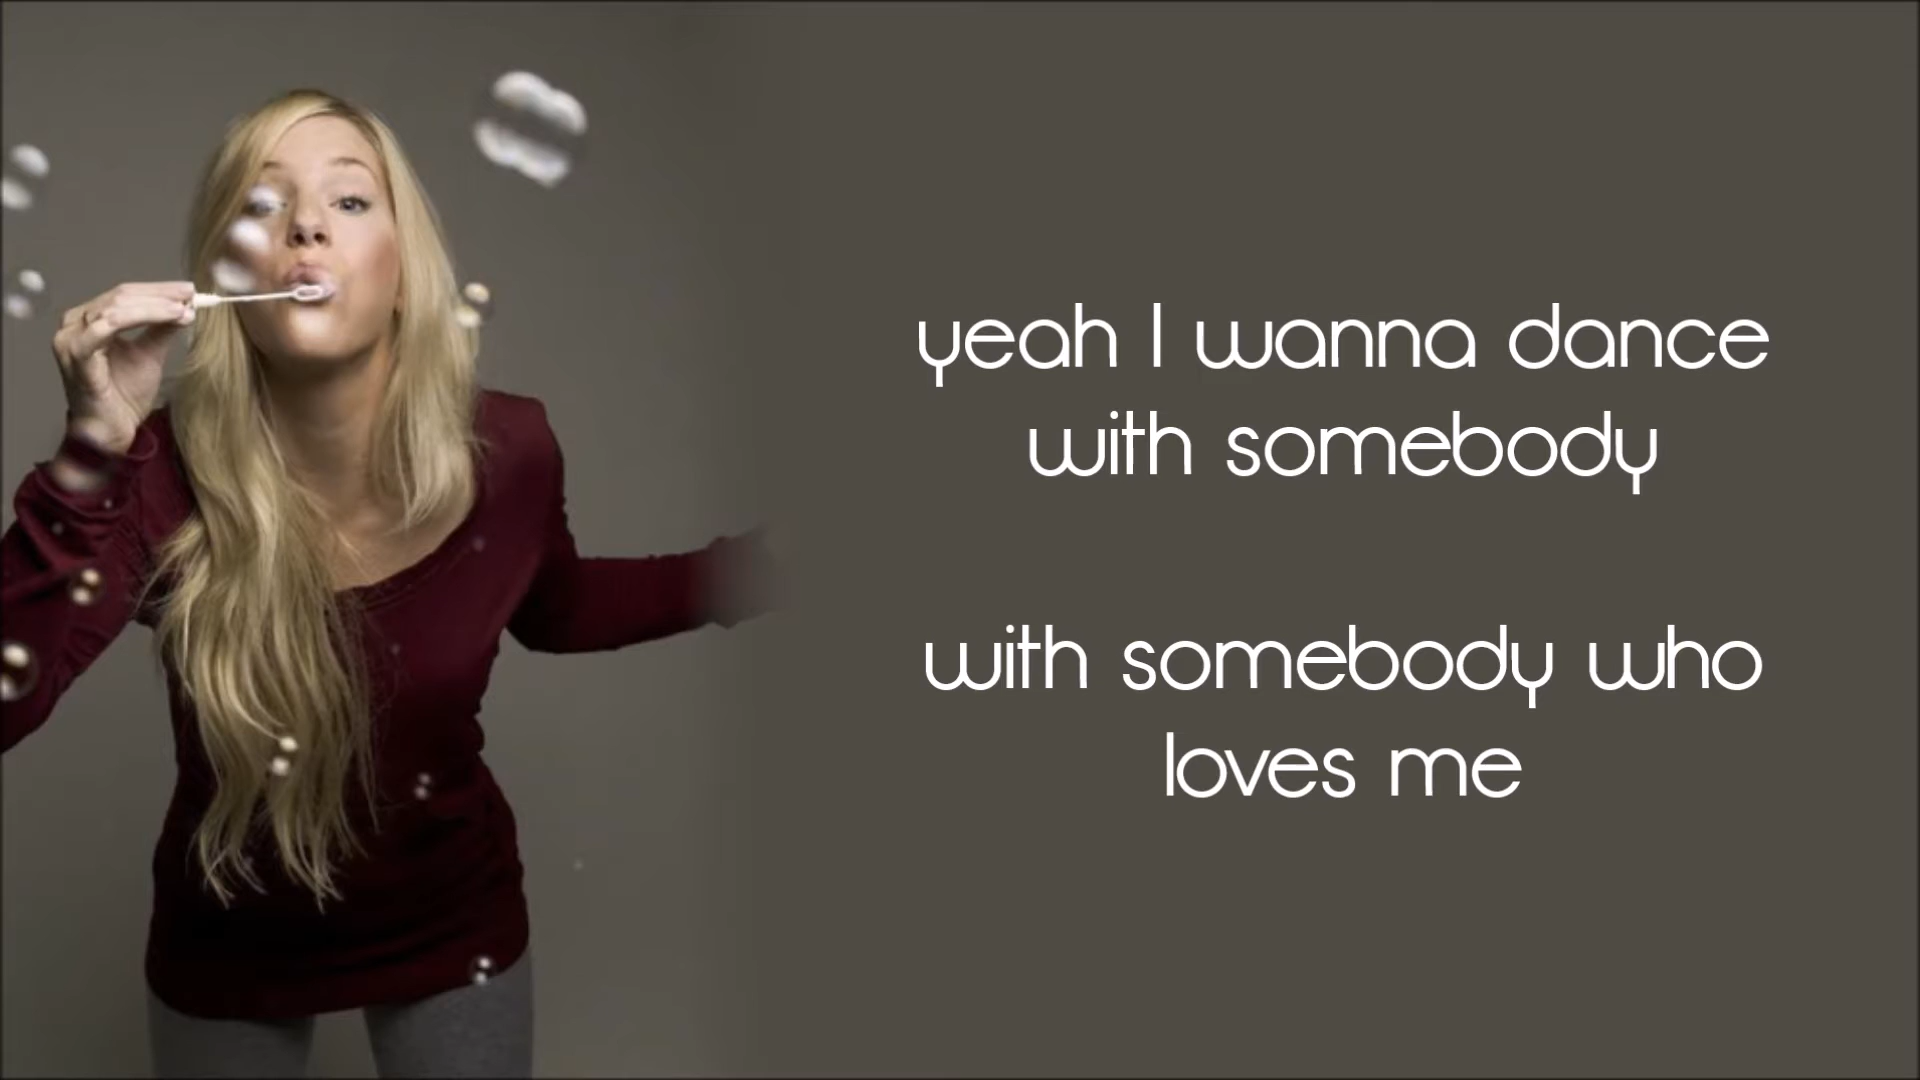 yeah I wanna dance
with somebody
with somebody who
loves me